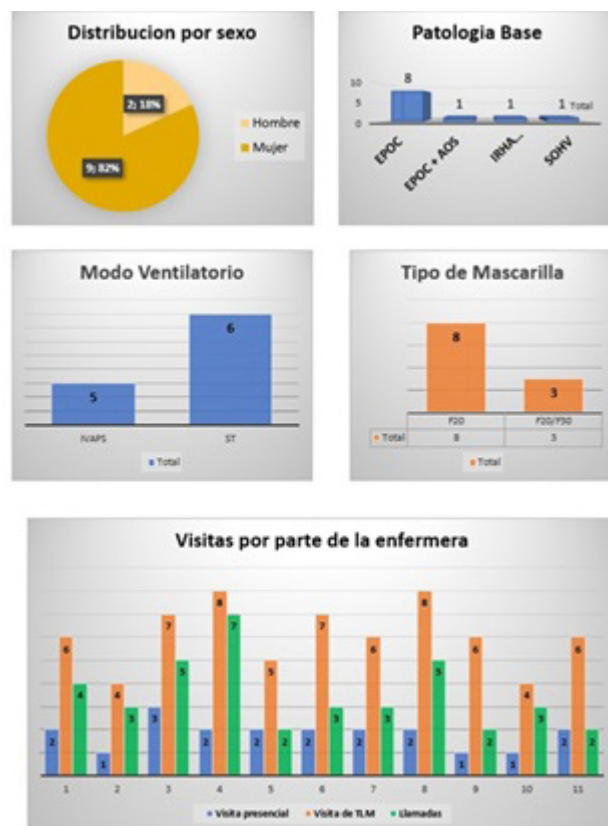 Distribucion por sexo
2; 18%
9; 82%
Hombre
Mujer
Patologia Base
8
1
1
1
Total
10
5
0
EPOC
EPOC + AOS
IRHA...
SOHV
Modo Ventilatorio
5
6
IVAPS
ST
Total
Tipo de Mascarilla
8
3
F20
F20/F30
Total
8
3
Total
Visitas por parte de la enfermera
2 6 4
1 4 3
3 7 5
2 8 7
2 5 2
2 7 3
2 6 3
2 8 5
1 6 2
1 4 3
2 6 2
1 2 3 4 5 6 7 8 9 10 11
Visita presencial Visita de TLM Llamadas